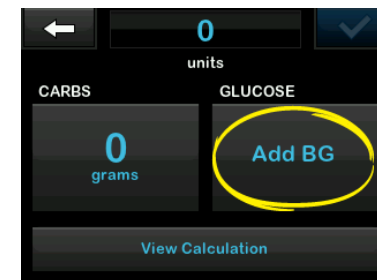 0
units
CARBS GLUCOSE
0
grams
Add BG
View Calculation